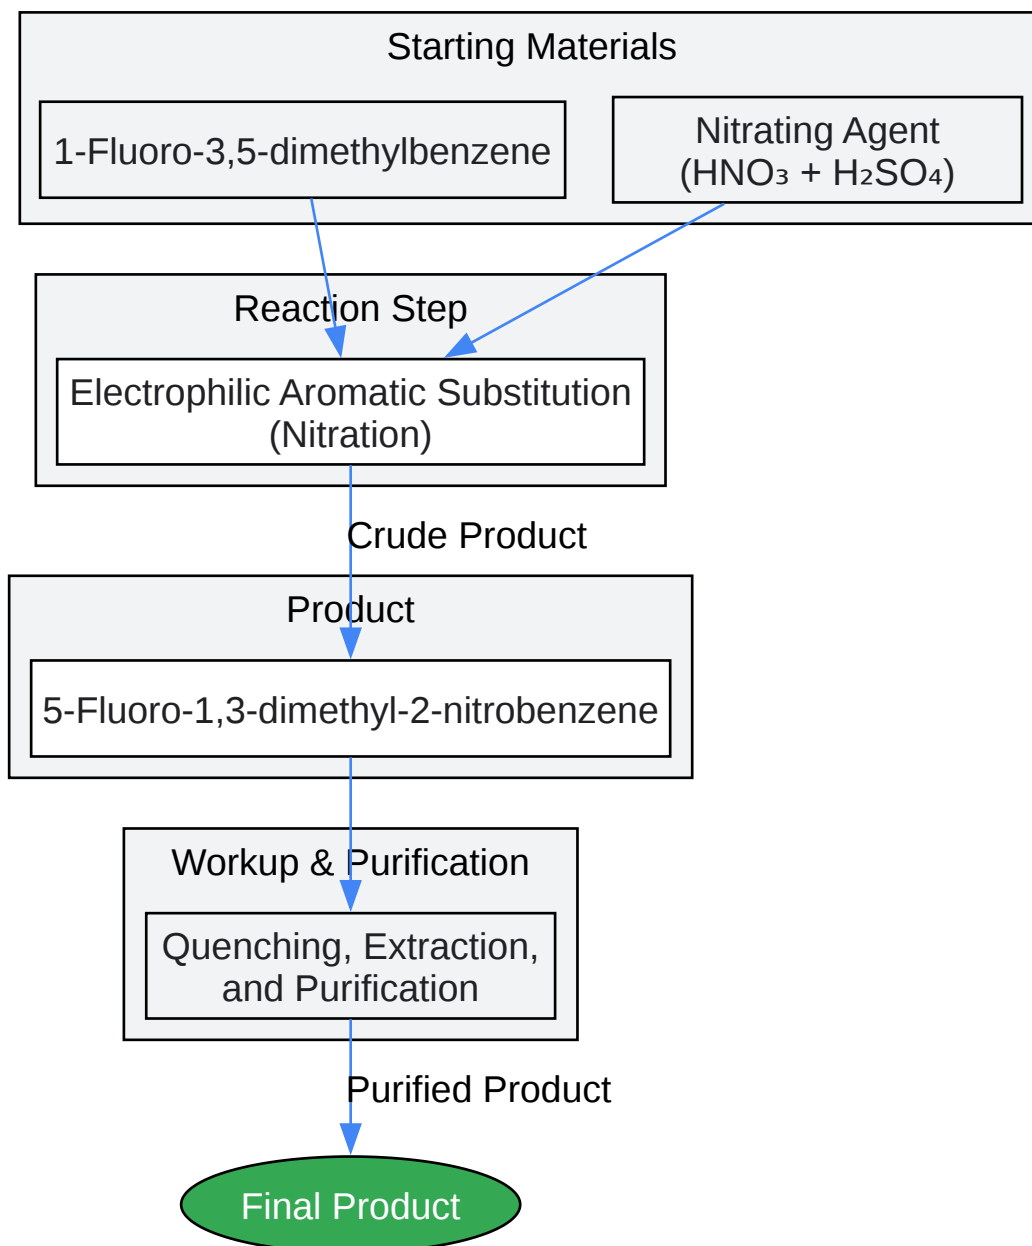 Starting Materials
1-Fluoro-3,5-dimethylbenzene
Nitrating Agent
(HNO₃ + H₂SO₄)
Reaction Step
Electrophilic Aromatic Substitution
(Nitration)
Crude Product
Product
5-Fluoro-1,3-dimethyl-2-nitrobenzene
Workup & Purification
Quenching, Extraction,
and Purification
Purified Product
Final Product